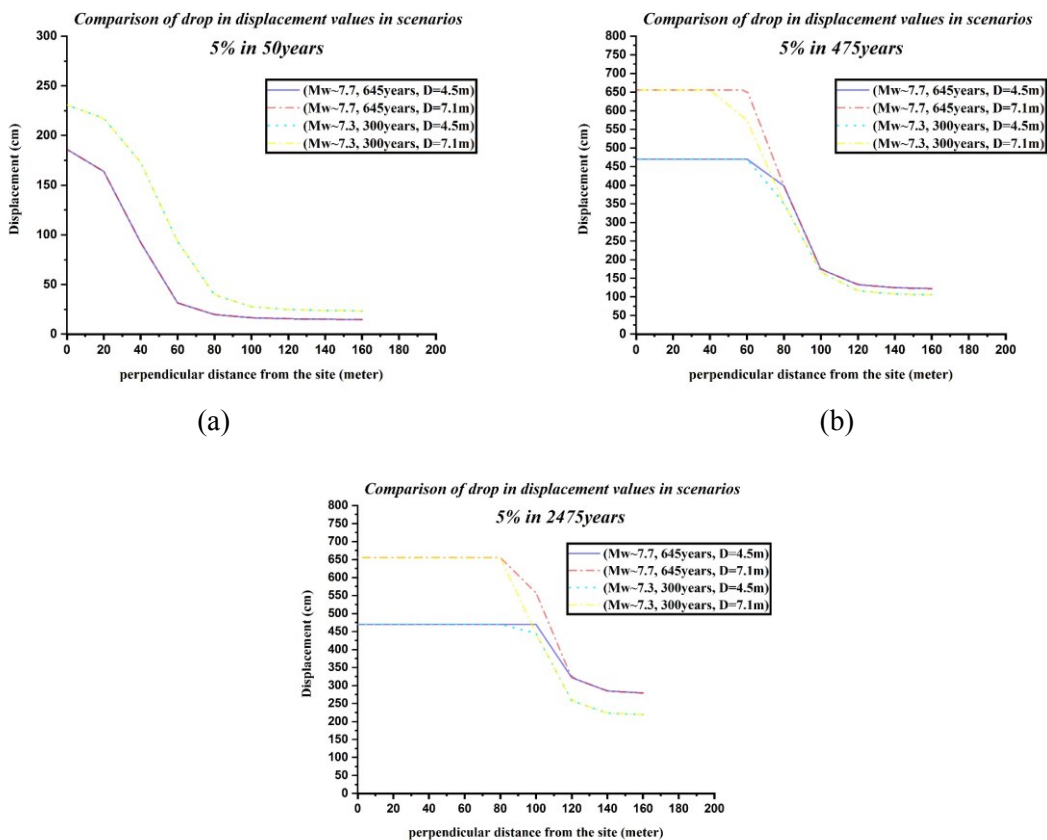 Comparison of drop in displacement values in scenarios
5% in 50years
300
250
200
150
100
50
0
Displacement (cm)
(Mw~7.7, 645years, D=4.5m)
(Mw~7.7, 645years, D=7.1m)
(Mw~7.3, 300years, D=4.5m)
(Mw~7.3, 300years, D=7.1m)
0 20 40 60 80 100 120 140 160 180 200
perpendicular distance from the site (meter)
(a)
Comparison of drop in displacement values in scenarios
5% in 475years
800
750
700
650
600
550
500
450
400
350
300
250
200
150
100
50
0
Displacement (cm)
(Mw~7.7, 645years, D=4.5m)
(Mw~7.7, 645years, D=7.1m)
(Mw~7.3, 300years, D=4.5m)
(Mw~7.3, 300years, D=7.1m)
0 20 40 60 80 100 120 140 160 180 200
perpendicular distance from the site (meter)
(b)
Comparison of drop in displacement values in scenarios
5% in 2475years
800
750
700
650
600
550
500
450
400
350
300
250
200
150
100
50
0
Displacement (cm)
(Mw~7.7, 645years, D=4.5m)
(Mw~7.7, 645years, D=7.1m)
(Mw~7.3, 300years, D=4.5m)
(Mw~7.3, 300years, D=7.1m)
0 20 40 60 80 100 120 140 160 180 200
perpendicular distance from the site (meter)